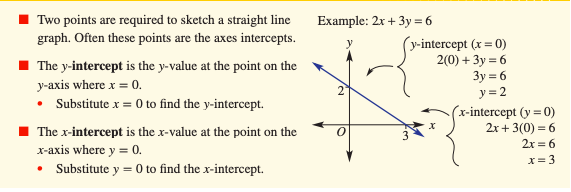 Two points are required to sketch a straight line
graph. Often these points are the axes intercepts.
The y-intercept is the y-value at the point on the
y-axis where x = 0.
• Substitute x = 0 to find the y-intercept.
The x-intercept is the x-value at the point on the
x-axis where y = 0.
• Substitute y = 0 to find the x-intercept.
Example: 2x + 3y = 6
y
2
O
3
x
y-intercept (x = 0)
2(0) + 3y = 6
3y = 6
y = 2
x-intercept (y = 0)
2x + 3(0) = 6
2x = 6
x = 3